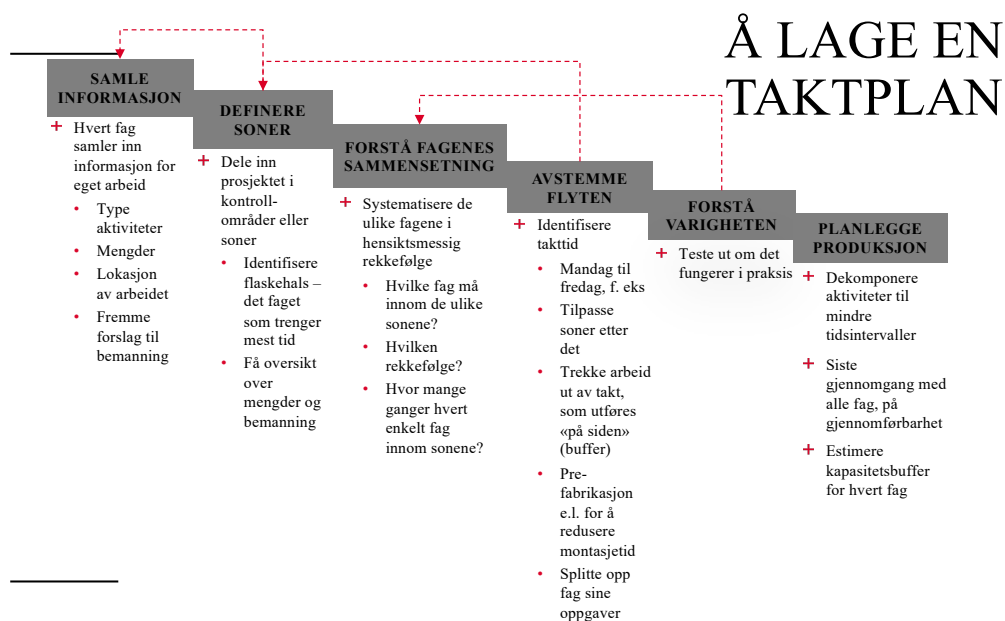 Å LAGE EN
TAKTPLAN
SAMLE
INFORMASJON
+ Hvert fag
samler inn
informasjon for
eget arbeid
• Type
aktiviteter
• Mengder
• Lokasjon
av arbeidet
• Fremme
forslag til
bemanning
DEFINERE
SONER
+ Dele inn
prosjektet i
kontroll-
områder eller
soner
• Identifisere
flaskehals –
det faget
som trenger
mest tid
• Få oversikt
over
mengder og
bemanning
FORSTÅ FAGENES
SAMMENSETNING
+ Systematisere de
ulike fagene i
hensiktsmessig
rekkefølge
• Hvilke fag må
innom de ulike
sonene?
• Hvilken
rekkefølge?
• Hvor mange
ganger hvert
enkelt fag
innom sonene?
AVSTEMME
FLYTEN
+ Identifisere
takttid
• Mandag til
fredag, f. eks
• Tilpasse
soner etter
det
• Trekke arbeid
ut av takt,
som utføres
«på siden»
(buffer)
• Pre-
fabrikasjon
e.l. for å
redusere
montasjetid
• Splitte opp
fag sine
oppgaver
FORSTÅ
VARIGHETEN
+ Teste ut om det
fungerer i praksis
PLANLEGGE
PRODUKSJON
+ Dekomponere
aktiviteter til
mindre
tidsintervaller
+ Siste
gjennomgang med
alle fag, på
gjennomførbarhet
+ Estimere
kapasitetsbuffer
for hvert fag